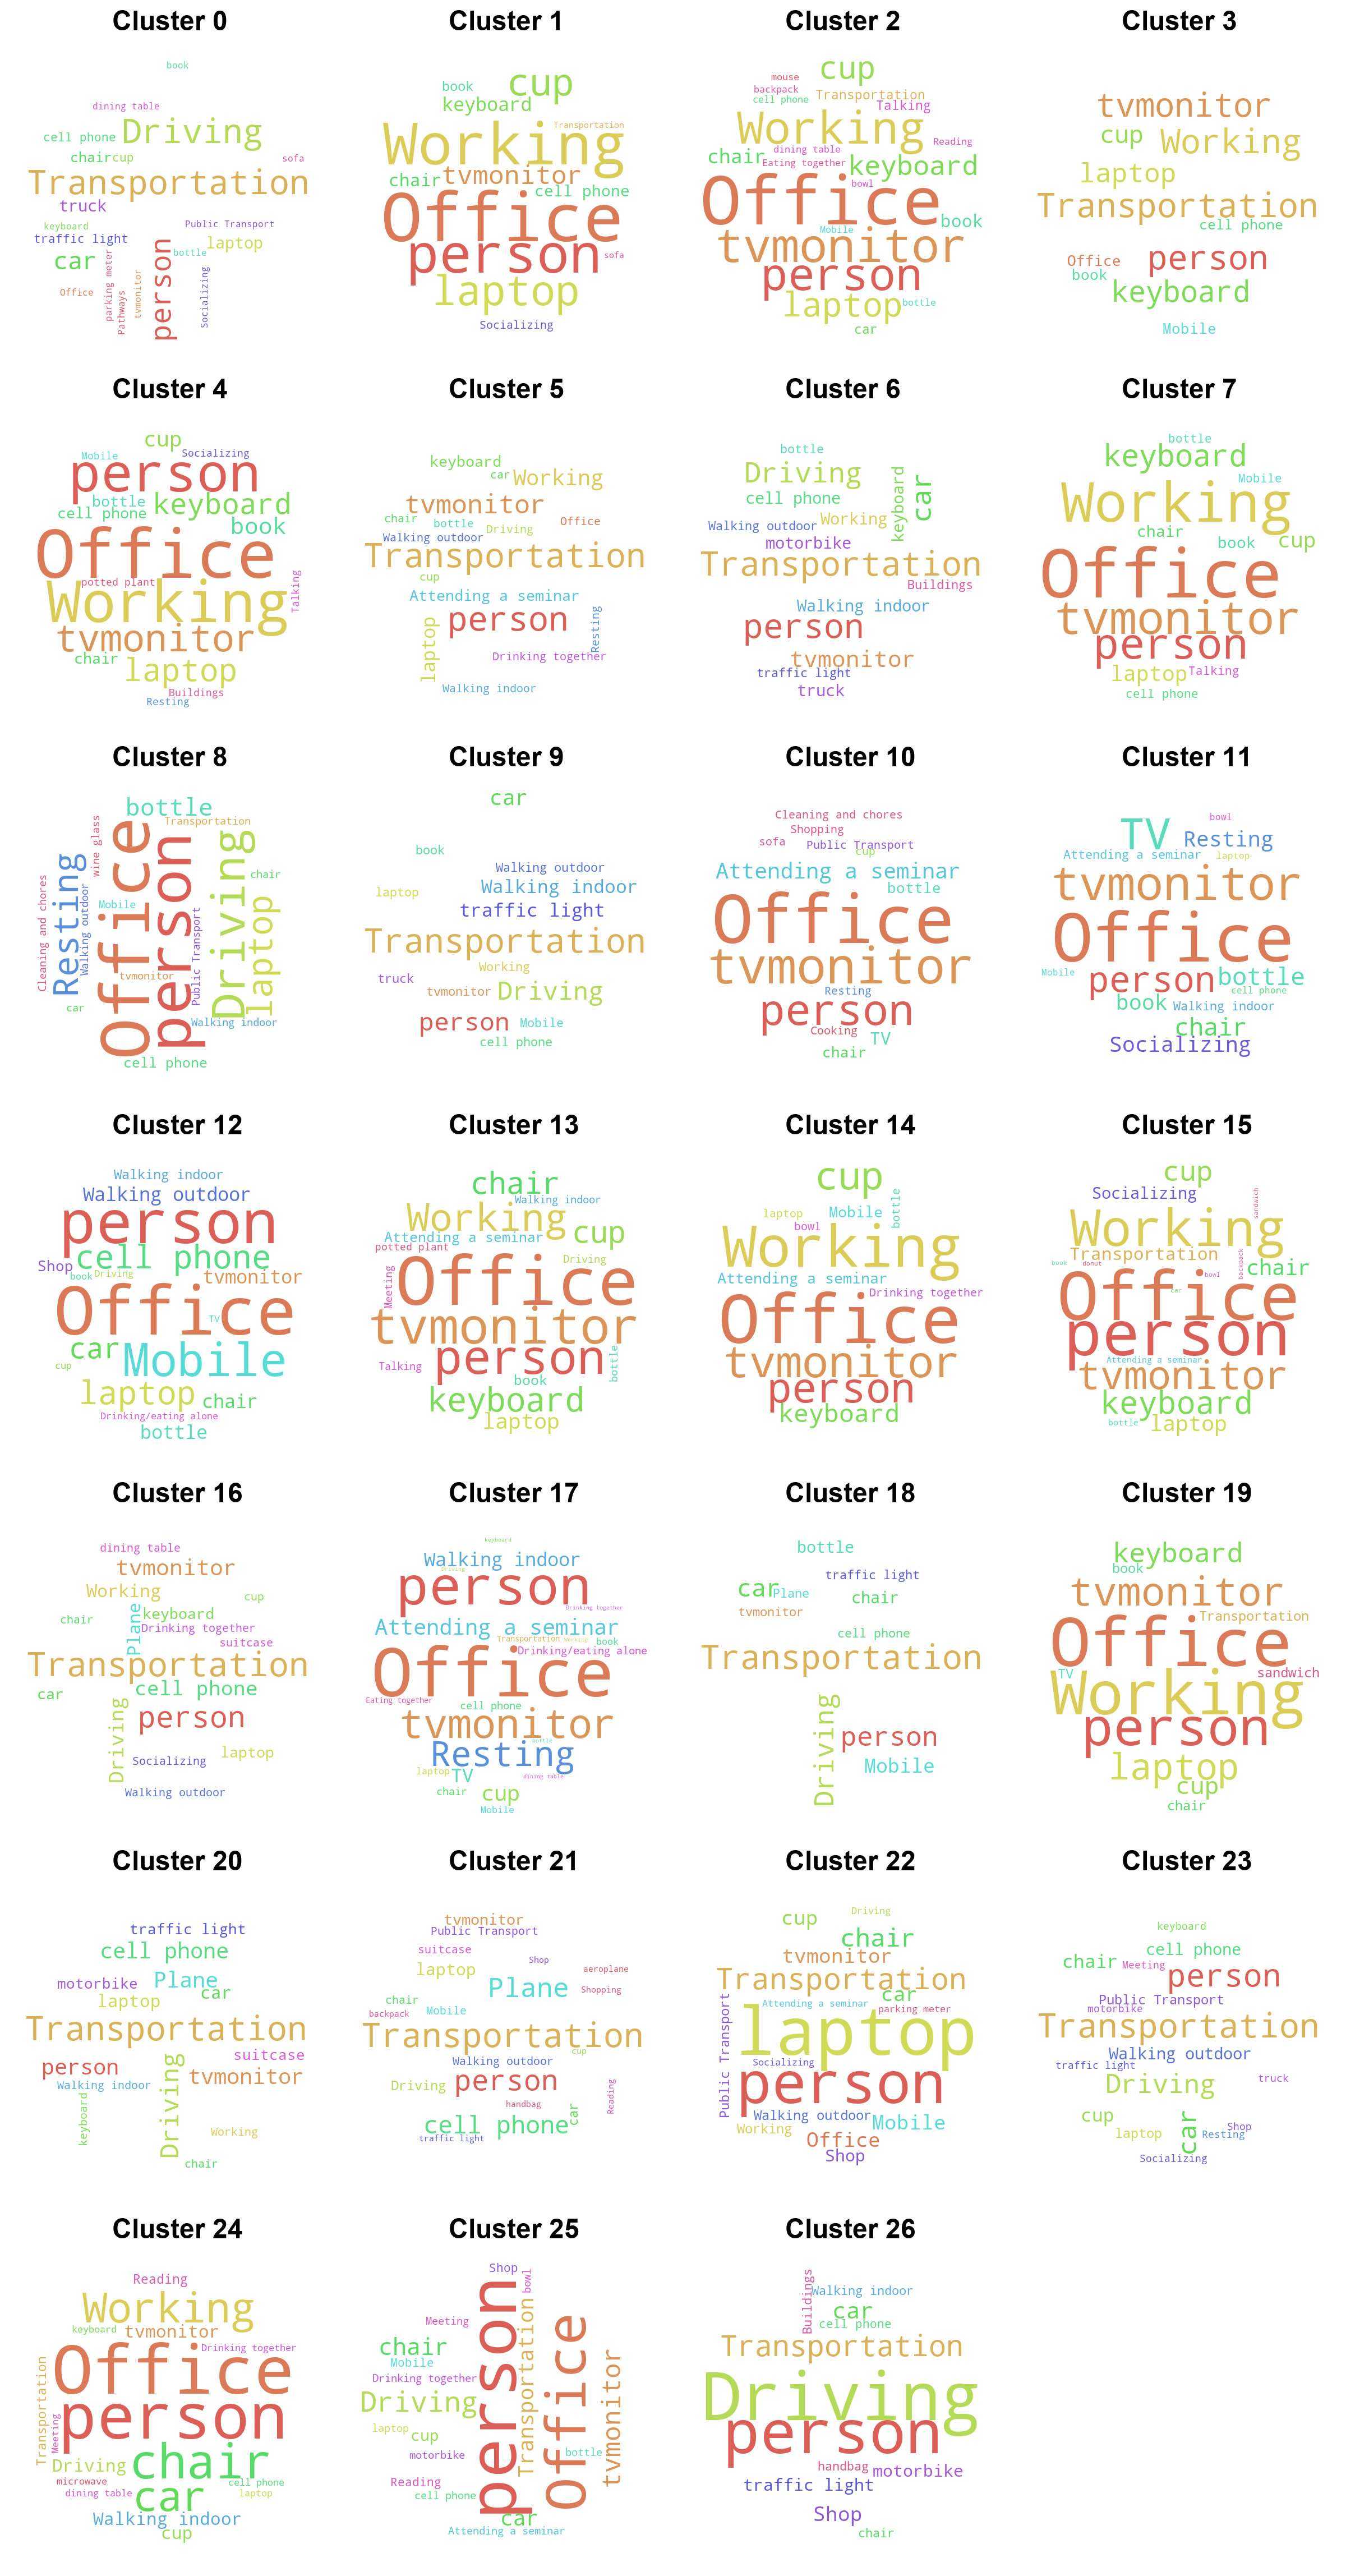 Cluster 0
book
dining table
Driving
cell phone
chair
cup
sofa
Transportation
truck
Public Transport
keyboard
traffic light
laptop
bottle
car
person
parking meter
Socializing
tvmonitor
Office
Pathways
Cluster 1
cup
book
keyboard
Transportation
Working
tvmonitor
chair
cell phone
Office
person
sofa
laptop
Socializing
Cluster 2
cup
mouse
backpack
cell phone
Transportation
Talking
Working
Reading
dining table
chair
Eating together
keyboard
bowl
Office
book
Mobile
tvmonitor
person
laptop
bottle
car
Cluster 3
tvmonitor
cup
Working
laptop
Transportation
cell phone
Office
person
book
keyboard
Mobile
Cluster 4
cup
Mobile
Socializing
person
bottle
keyboard
cell phone
book
Office
potted plant
Talking
Working
tvmonitor
chair
laptop
Buildings
Resting
Cluster 5
keyboard
car
Working
tvmonitor
chair
bottle
Driving
Office
Walking outdoor
Transportation
cup
Attending a seminar
person
Resting
laptop
Drinking together
Walking indoor
Cluster 6
bottle
Driving
keyboard
car
cell phone
Walking outdoor
Working
motorbike
Transportation
Buildings
Walking indoor
person
tvmonitor
traffic light
truck
Cluster 7
bottle
keyboard
Mobile
Working
chair
book
cup
Office
tvmonitor
person
laptop
Talking
cell phone
Cluster 8
bottle
Transportation
wine glass
Office
person
Driving
chair
Resting
Cleaning and chores
Walking outdoor
Mobile
laptop
Public Transport
tvmonitor
car
Walking indoor
cell phone
Cluster 9
car
book
Walking outdoor
laptop
Walking indoor
traffic light
Transportation
Working
truck
tvmonitor
Driving
person
Mobile
cell phone
Cluster 10
Cleaning and chores
Shopping
sofa
Public Transport
cup
Attending a seminar
bottle
Office
tvmonitor
Resting
person
Cooking
TV
chair
Cluster 11
bowl
TV
Resting
Attending a seminar
laptop
tvmonitor
Office
Mobile
person
bottle
cell phone
book
Walking indoor
chair
Socializing
Cluster 12
Walking indoor
Walking outdoor
person
cell phone
Shop
book
Driving
tvmonitor
Office
TV
car
Mobile
cup
laptop
chair
Drinking/eating alone
bottle
Cluster 13
chair
Walking indoor
Working
cup
Attending a seminar
potted plant
Driving
Meeting
Office
tvmonitor
person
Talking
book
bottle
keyboard
laptop
Cluster 14
cup
bottle
laptop
Mobile
bowl
Working
Attending a seminar
Drinking together
Office
tvmonitor
person
keyboard
Cluster 15
cup
Socializing
sandwich
Working
Transportation
book
donut
backpack
chair
bowl
Office
car
person
Attending a seminar
tvmonitor
keyboard
bottle
laptop
Cluster 16
dining table
tvmonitor
Working
cup
Plane
keyboard
chair
Drinking together
suitcase
Transportation
car
cell phone
person
Driving
Socializing
laptop
Walking outdoor
Cluster 17
keyboard
Walking indoor
Driving
person
Drinking together
Attending a seminar
Transportation
Working
book
Drinking/eating alone
Office
Eating together
cell phone
tvmonitor
bottle
Resting
laptop
TV
dining table
chair
cup
Mobile
Cluster 18
bottle
traffic light
car
Plane
chair
tvmonitor
cell phone
Transportation
Driving
person
Mobile
Cluster 19
keyboard
book
tvmonitor
Transportation
Office
TV
sandwich
Working
person
laptop
cup
chair
Cluster 20
traffic light
cell phone
motorbike
Plane
laptop
car
Transportation
person
suitcase
Walking indoor
Driving
tvmonitor
keyboard
Working
chair
Cluster 21
tvmonitor
Public Transport
suitcase
Shop
laptop
aeroplane
Plane
Shopping
chair
backpack
Mobile
Transportation
cup
Walking outdoor
Driving
person
Reading
handbag
cell phone
car
traffic light
Cluster 22
Driving
cup
chair
tvmonitor
Transportation
car
Attending a seminar
parking meter
Public Transport
laptop
Socializing
person
Walking outdoor
Mobile
Working
Office
Shop
Cluster 23
keyboard
cell phone
chair
Meeting
person
Public Transport
motorbike
Transportation
Walking outdoor
traffic light
truck
Driving
cup
car
Shop
laptop
Resting
Socializing
Cluster 24
Reading
Working
keyboard
tvmonitor
Drinking together
Office
Transportation
person
Meeting
chair
Driving
microwave
cell phone
dining table
car
laptop
Walking indoor
cup
Cluster 25
Shop
bowl
person
Meeting
Transportation
Office
chair
Mobile
Drinking together
tvmonitor
Driving
laptop
cup
motorbike
bottle
Reading
cell phone
car
Attending a seminar
Cluster 26
Buildings
Walking indoor
car
cell phone
Transportation
Driving
person
handbag
motorbike
traffic light
Shop
chair